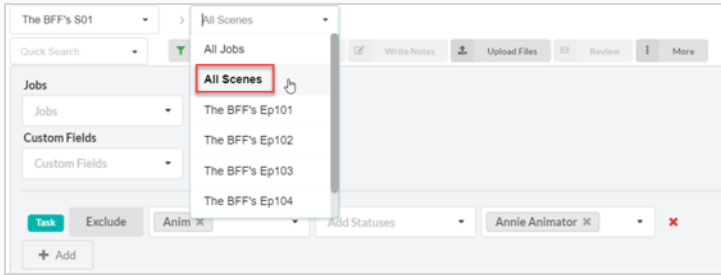 The BFF's S01 > All Scenes
Quick Search Write Notes Upload Files Review More
All Jobs
All Scenes
The BFF's Ep101
The BFF's Ep102
The BFF's Ep103
The BFF's Ep104
Jobs
Jobs
Custom Fields
Custom Fields
Task Exclude Anim × Add Statuses Annie Animator ×
+ Add